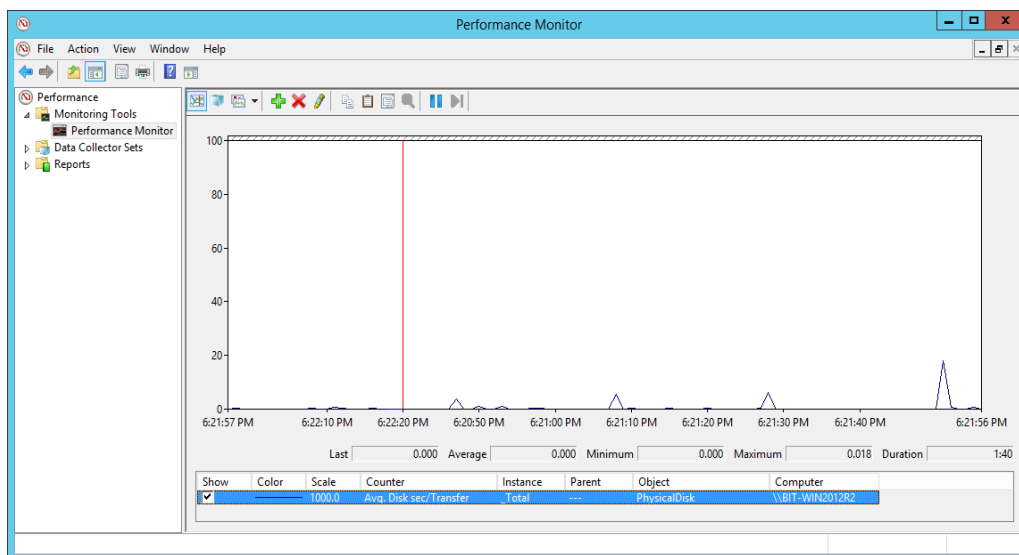 Performance Monitor
File Action View Window Help
Performance
Monitoring Tools
Performance Monitor
Data Collector Sets
Reports
100
80
60
40
20
0
6:21:57 PM 6:22:10 PM 6:22:20 PM 6:20:50 PM 6:21:00 PM 6:21:10 PM 6:21:20 PM 6:21:30 PM 6:21:40 PM 6:21:56 PM
Last 0.000 Average 0.000 Minimum 0.000 Maximum 0.018 Duration 1:40
Show Color Scale Counter Instance Parent Object Computer
1000.0 Avg. Disk sec/Transfer _Total --- PhysicalDisk \\BIT-WIN2012R2